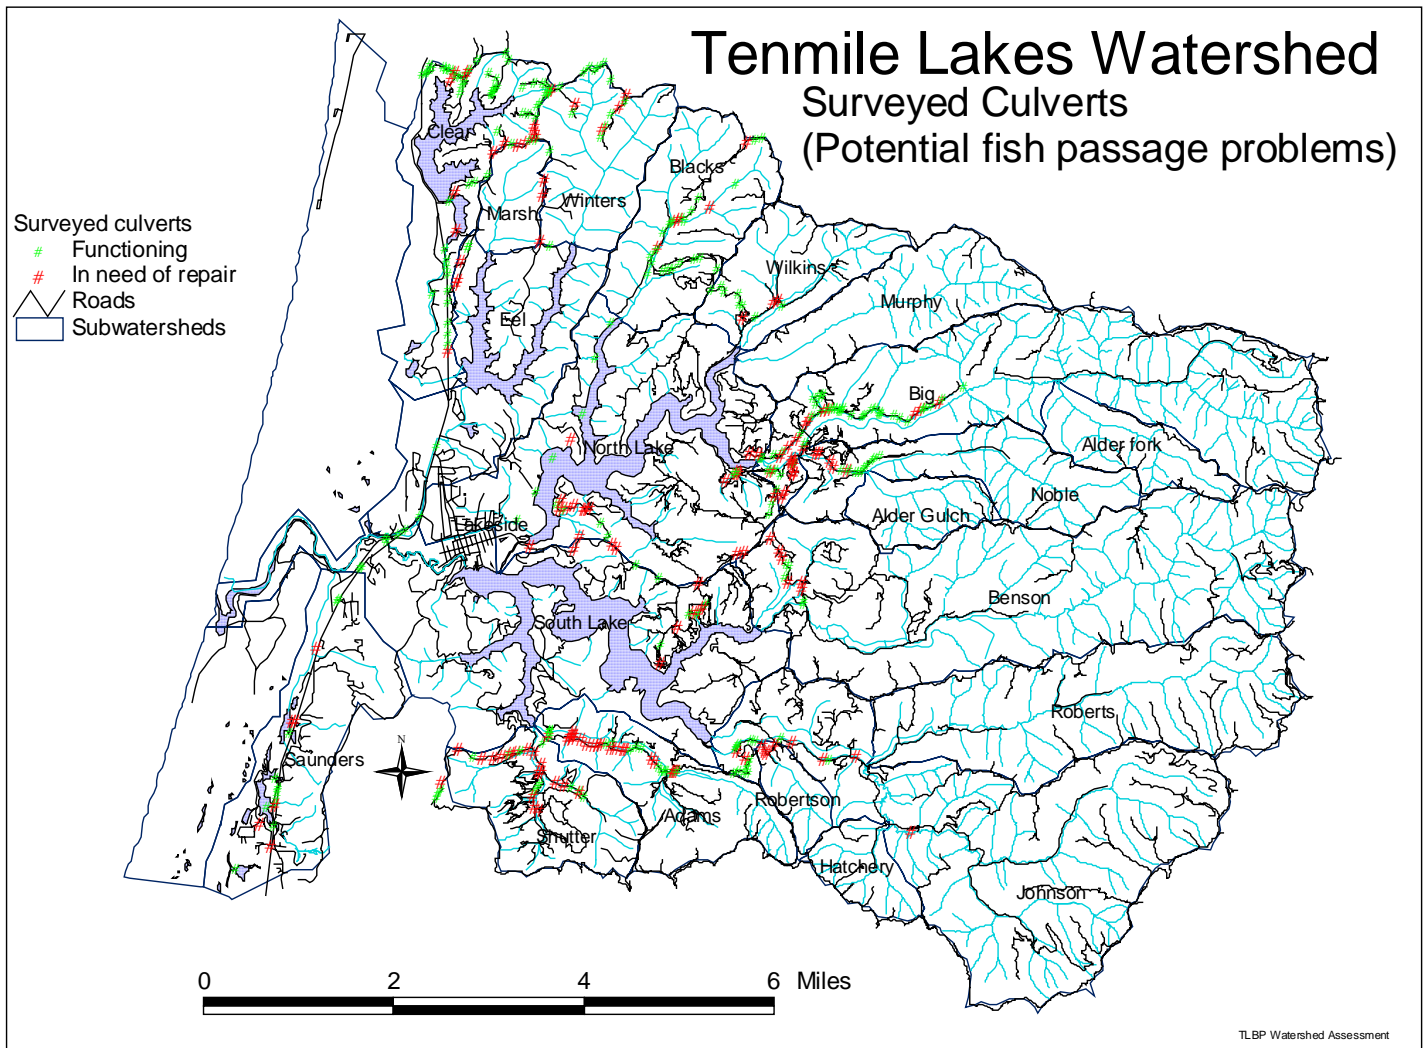 Tenmile Lakes Watershed
Surveyed Culverts
(Potential fish passage problems)
Surveyed culverts
# Functioning
# In need of repair
Roads
Subwatersheds
Clear
Blacks
Marsh
Winters
Wilkins
Murphy
Eel
Big
North Lake
Alder fork
Noble
Alder Gulch
Lakeside
Benson
South Lake
Roberts
N
Saunders
Robertson
Adams
Shutter
Hatchery
Johnson
0 2 4 6 Miles
TLBP Watershed Assessment